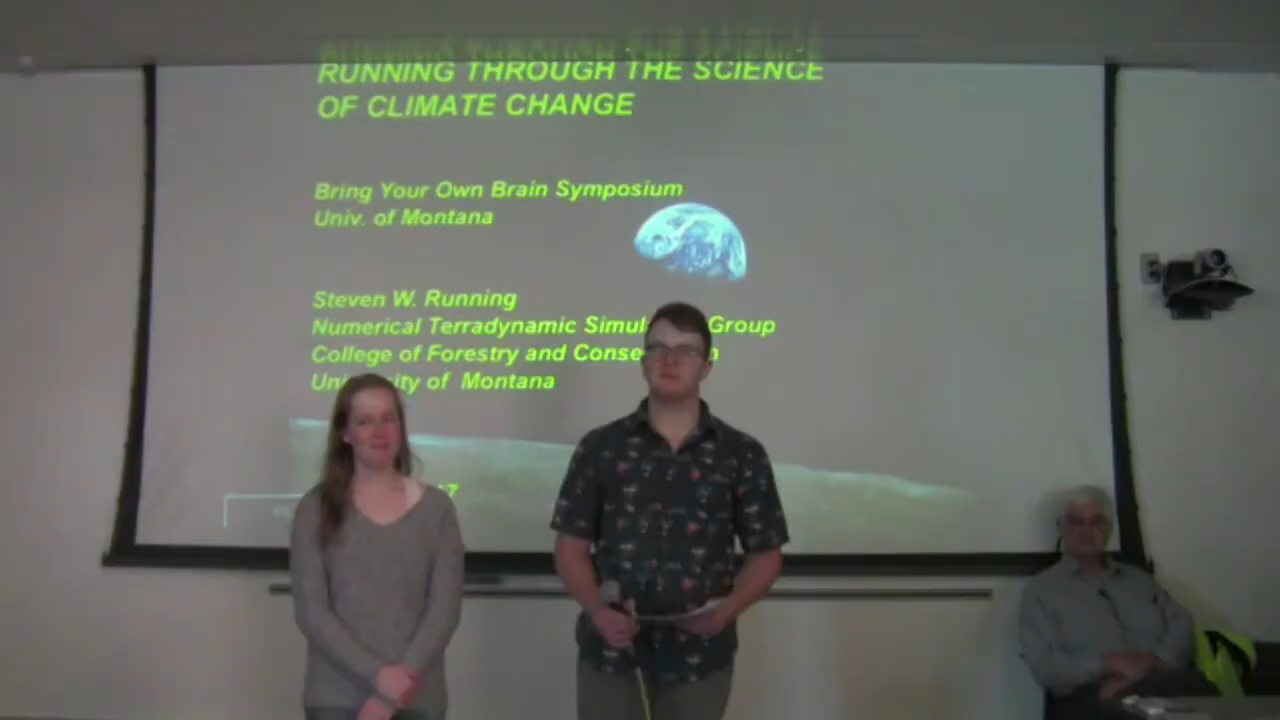 RUNNING THROUGH THE SCIENCE
OF CLIMATE CHANGE
Bring Your Own Brain Symposium
Univ. of Montana
Steven W. Running
Numerical Terradynamic Group
College of Forestry and
of Montana